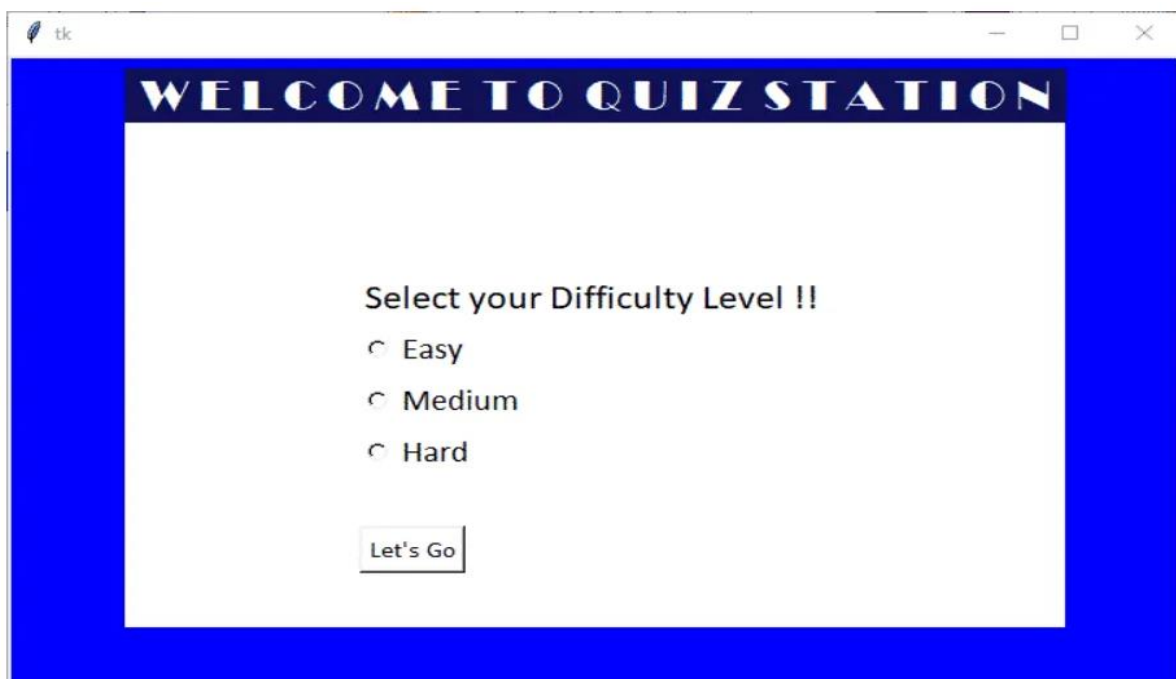 tk
WELCOME TO QUIZ STATION
Select your Difficulty Level !!
Easy
Medium
Hard
Let's Go